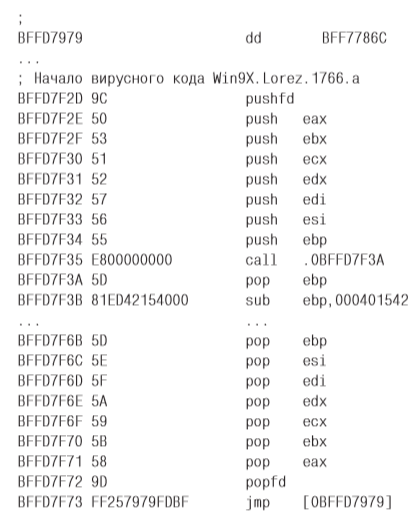 ;
BFFD7979 dd BFF7786C
...
; Начало вирусного кода Win9X.Lorez.1766.a
BFFD7F2D 9C pushfd
BFFD7F2E 50 push eax
BFFD7F2F 53 push ebx
BFFD7F30 51 push ecx
BFFD7F31 52 push edx
BFFD7F32 57 push edi
BFFD7F33 56 push esi
BFFD7F34 55 push ebp
BFFD7F35 E800000000 call .0BFFD7F3A
BFFD7F3A 5D pop ebp
BFFD7F3B 81ED42154000 sub ebp,000401542
... ...
BFFD7F6B 5D pop ebp
BFFD7F6C 5E pop esi
BFFD7F6D 5F pop edi
BFFD7F6E 5A pop edx
BFFD7F6F 59 pop ecx
BFFD7F70 5B pop ebx
BFFD7F71 58 pop eax
BFFD7F72 9D popfd
BFFD7F73 FF257979FDBF jmp [0BFFD7979]